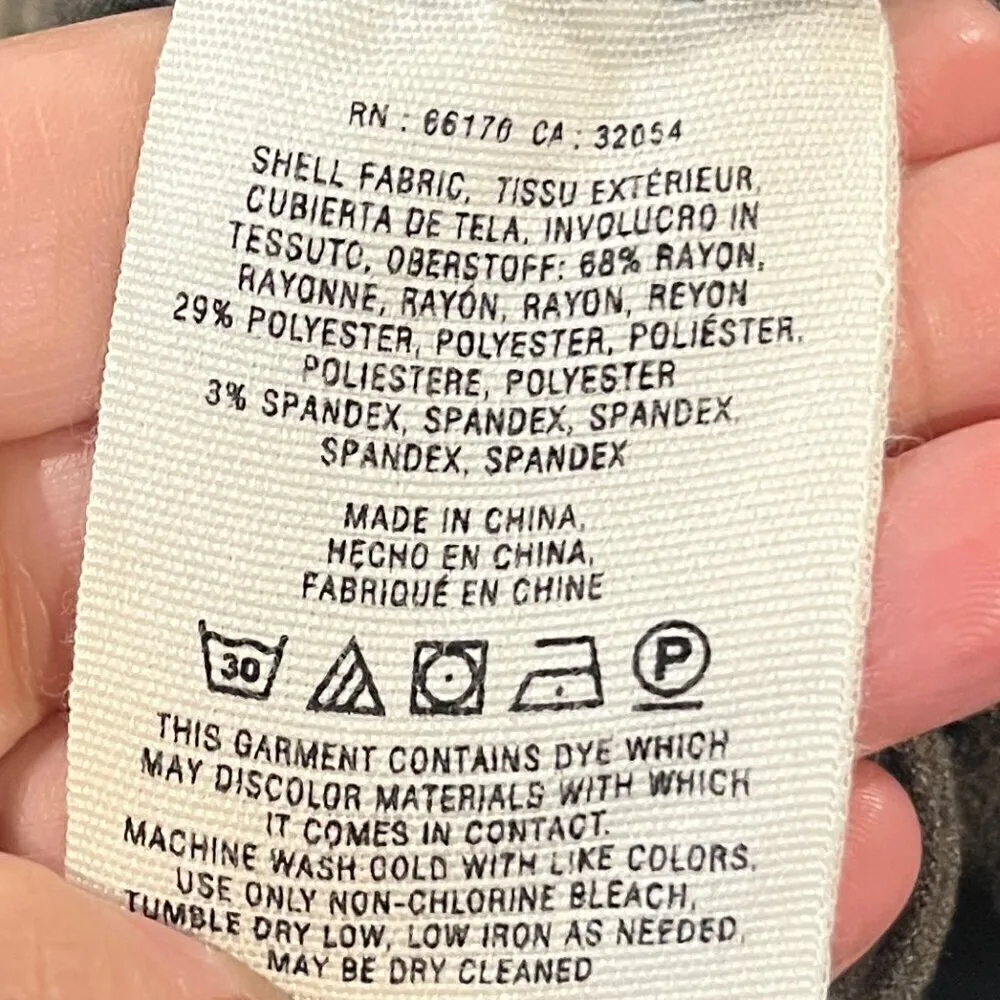 RN : 66170 CA : 32054
SHELL FABRIC, TISSU EXTÉRIEUR,
CUBIERTA DE TELA, INVOLUCRO IN
TESSUTO, OBERSTOFF: 68% RAYON,
RAYONNE, RAYÓN, RAYON, REYON
29% POLYESTER, POLYESTER, POLIÉSTER,
POLIESTERE, POLYESTER
3% SPANDEX, SPANDEX, SPANDEX,
SPANDEX, SPANDEX
MADE IN CHINA,
HECHO EN CHINA,
FABRIQUÉ EN CHINE
30 P
THIS GARMENT CONTAINS DYE WHICH
MAY DISCOLOR MATERIALS WITH WHICH
IT COMES IN CONTACT.
MACHINE WASH COLD WITH LIKE COLORS.
USE ONLY NON-CHLORINE BLEACH,
TUMBLE DRY LOW, LOW IRON AS NEEDED,
MAY BE DRY CLEANED